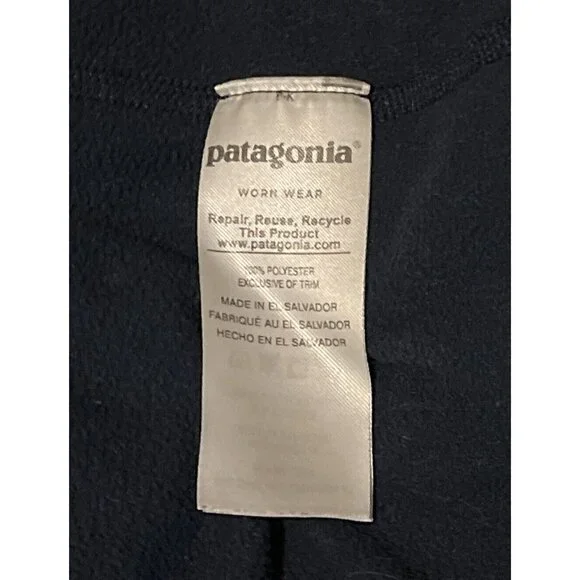 patagonia®
WORN WEAR
Repair, Reuse, Recycle
This Product
www.patagonia.com
100% POLYESTER
EXCLUSIVE OF TRIM
MADE IN EL SALVADOR
FABRIQUÉ AU EL SALVADOR
HECHO EN EL SALVADOR